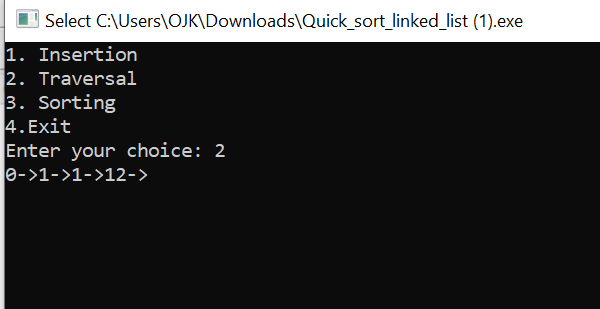 Select C:\Users\OJK\Downloads\Quick_sort_linked_list (1).exe
1. Insertion
2. Traversal
3. Sorting
4.Exit
Enter your choice: 2
0->1->1->12->